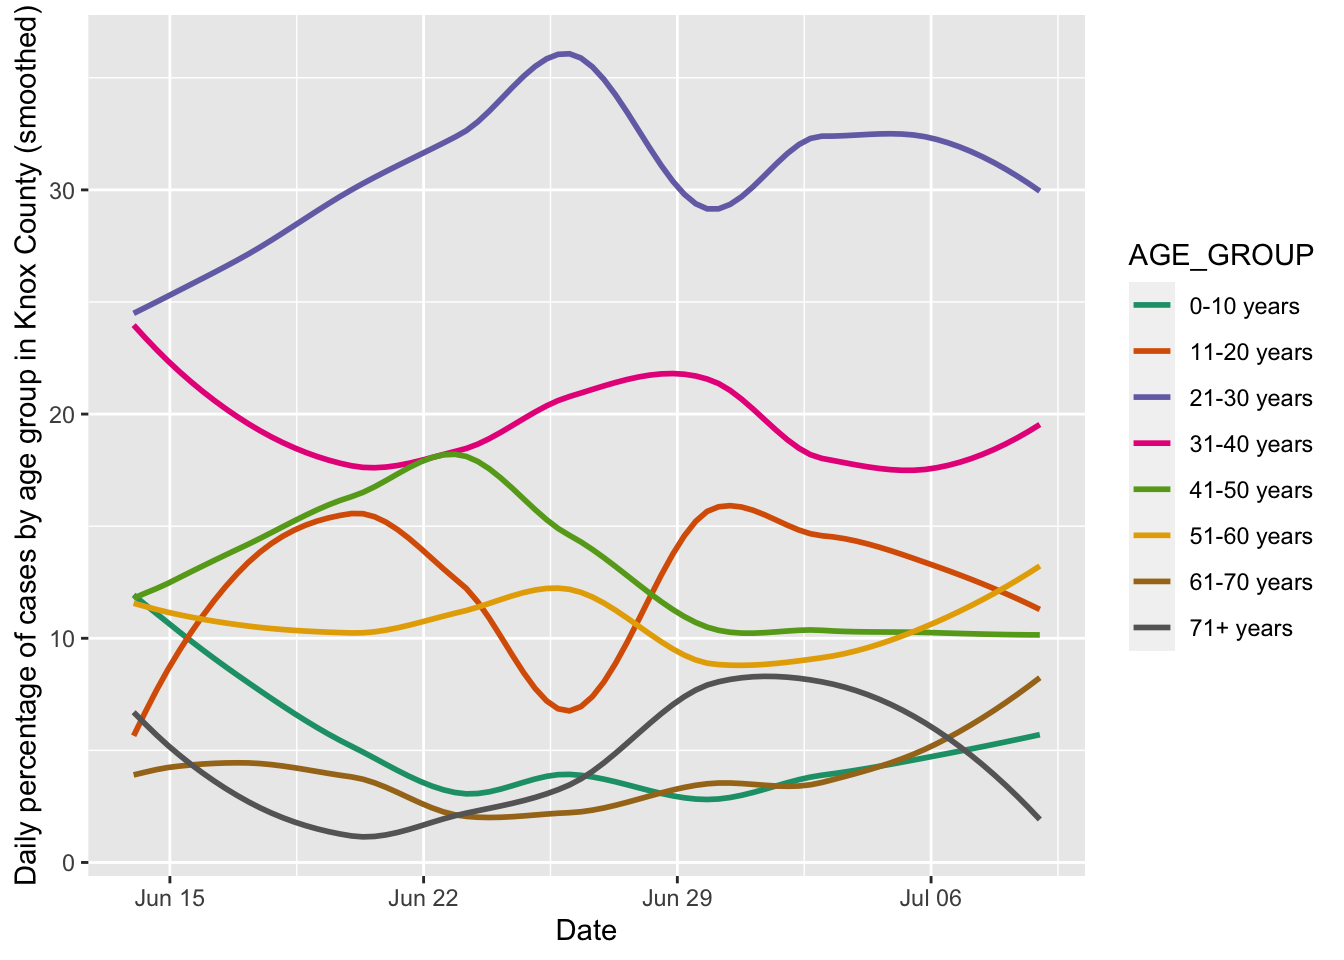 Daily percentage of cases by age group in Knox County (smoothed)
30
20
10
0
Jun 15
Jun 22
Jun 29
Jul 06
Date
AGE_GROUP
0-10 years
11-20 years
21-30 years
31-40 years
41-50 years
51-60 years
61-70 years
71+ years